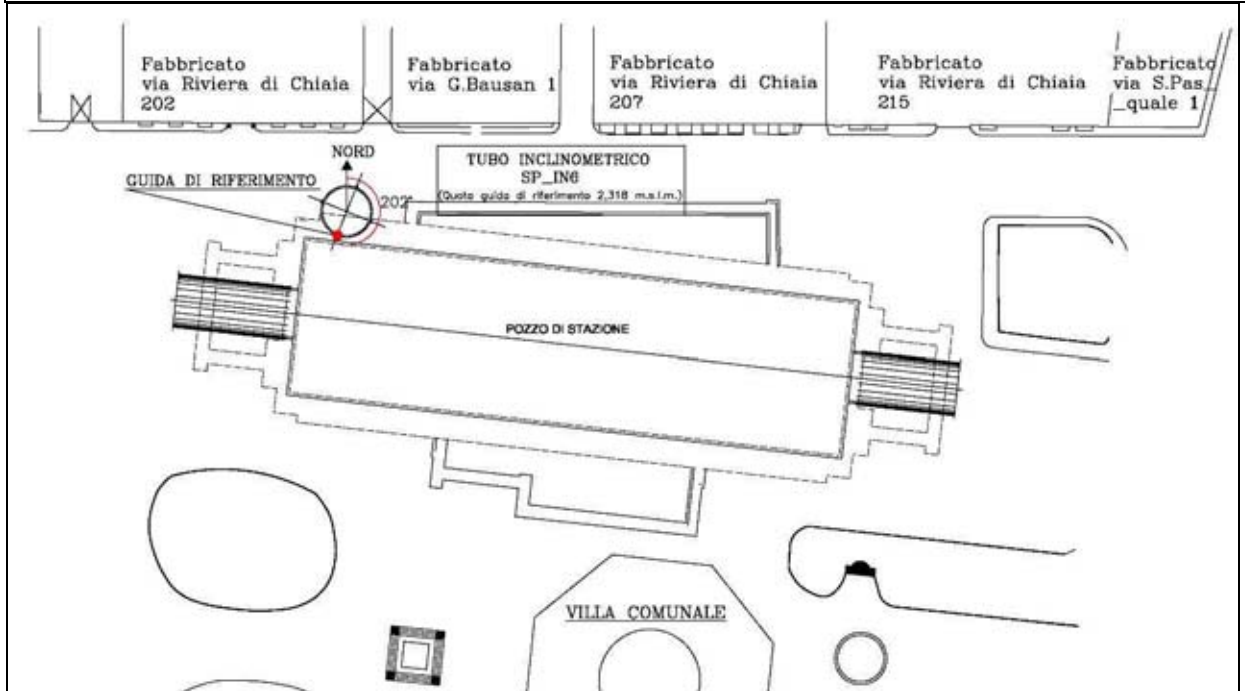 Fabbricato
via Riviera di Chiaia
202
Fabbricato
via G.Bausan 1
Fabbricato
via Riviera di Chiaia
207
Fabbricato
via Riviera di Chiaia
215
Fabbricato
via S.Pas_
_quale 1
NORD
GUIDA DI RIFERIMENTO
202°
TUBO INCLINOMETRICO
SP_IN6
(Quota guida di riferimento 2,318 m.s.l.m.)
POZZO DI STAZIONE
VILLA COMUNALE